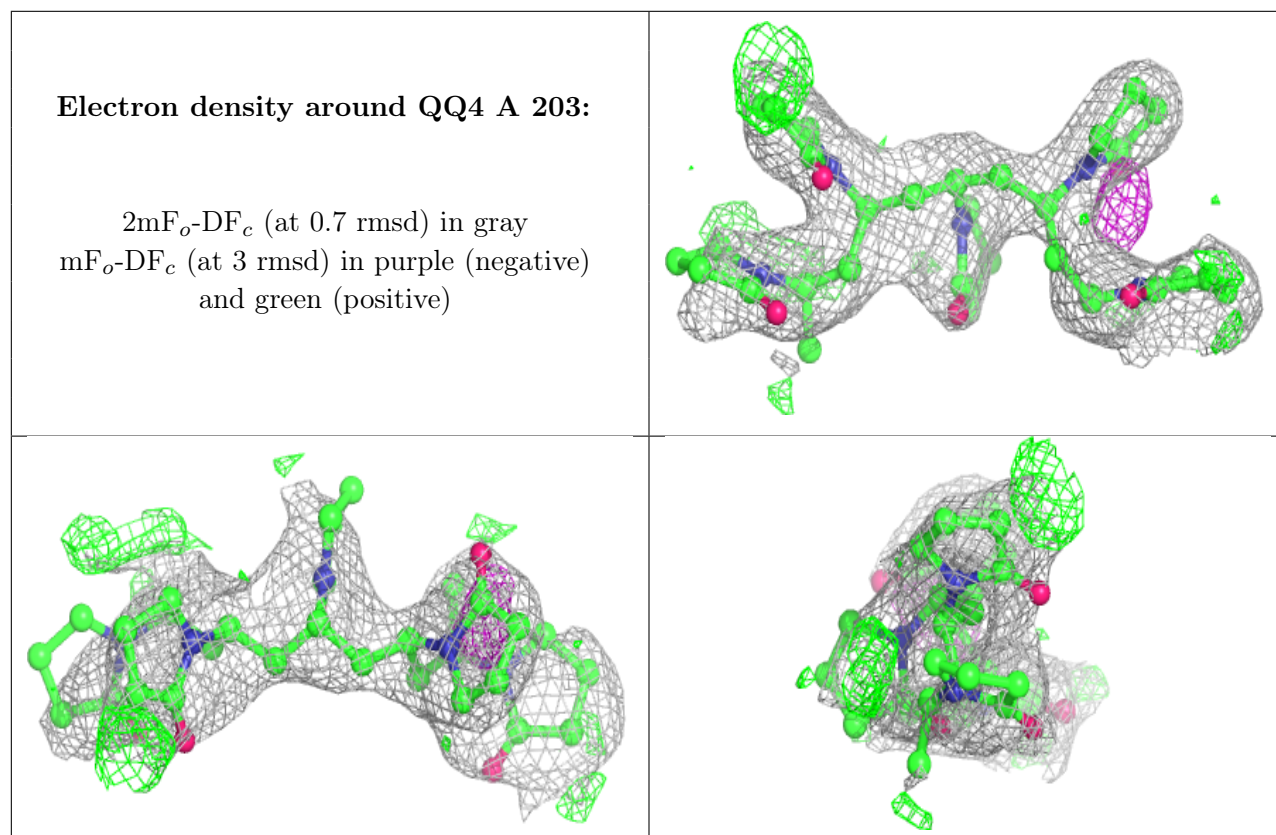 Electron density around QQ4 A 203:
2mFₒ-DF𝒸 (at 0.7 rmsd) in gray
mFₒ-DF𝒸 (at 3 rmsd) in purple (negative)
and green (positive)